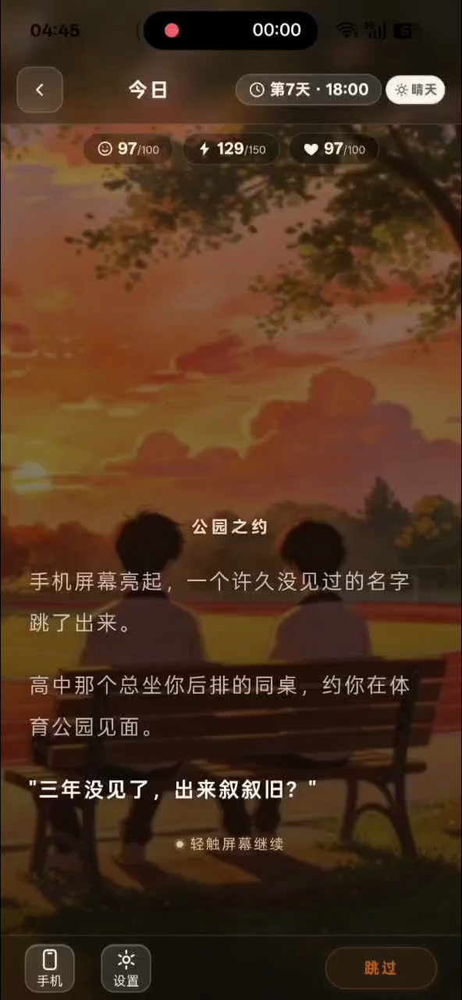 04:45
00:00
今日
第7天 · 18:00
晴天
97/100
129/150
97/100
公园之约
手机屏幕亮起，一个许久没见过的名字
跳了出来。
高中那个总坐你后排的同桌，约你在体
育公园见面。
"三年没见了，出来叙叙旧？"
轻触屏幕继续
手机
设置
跳过